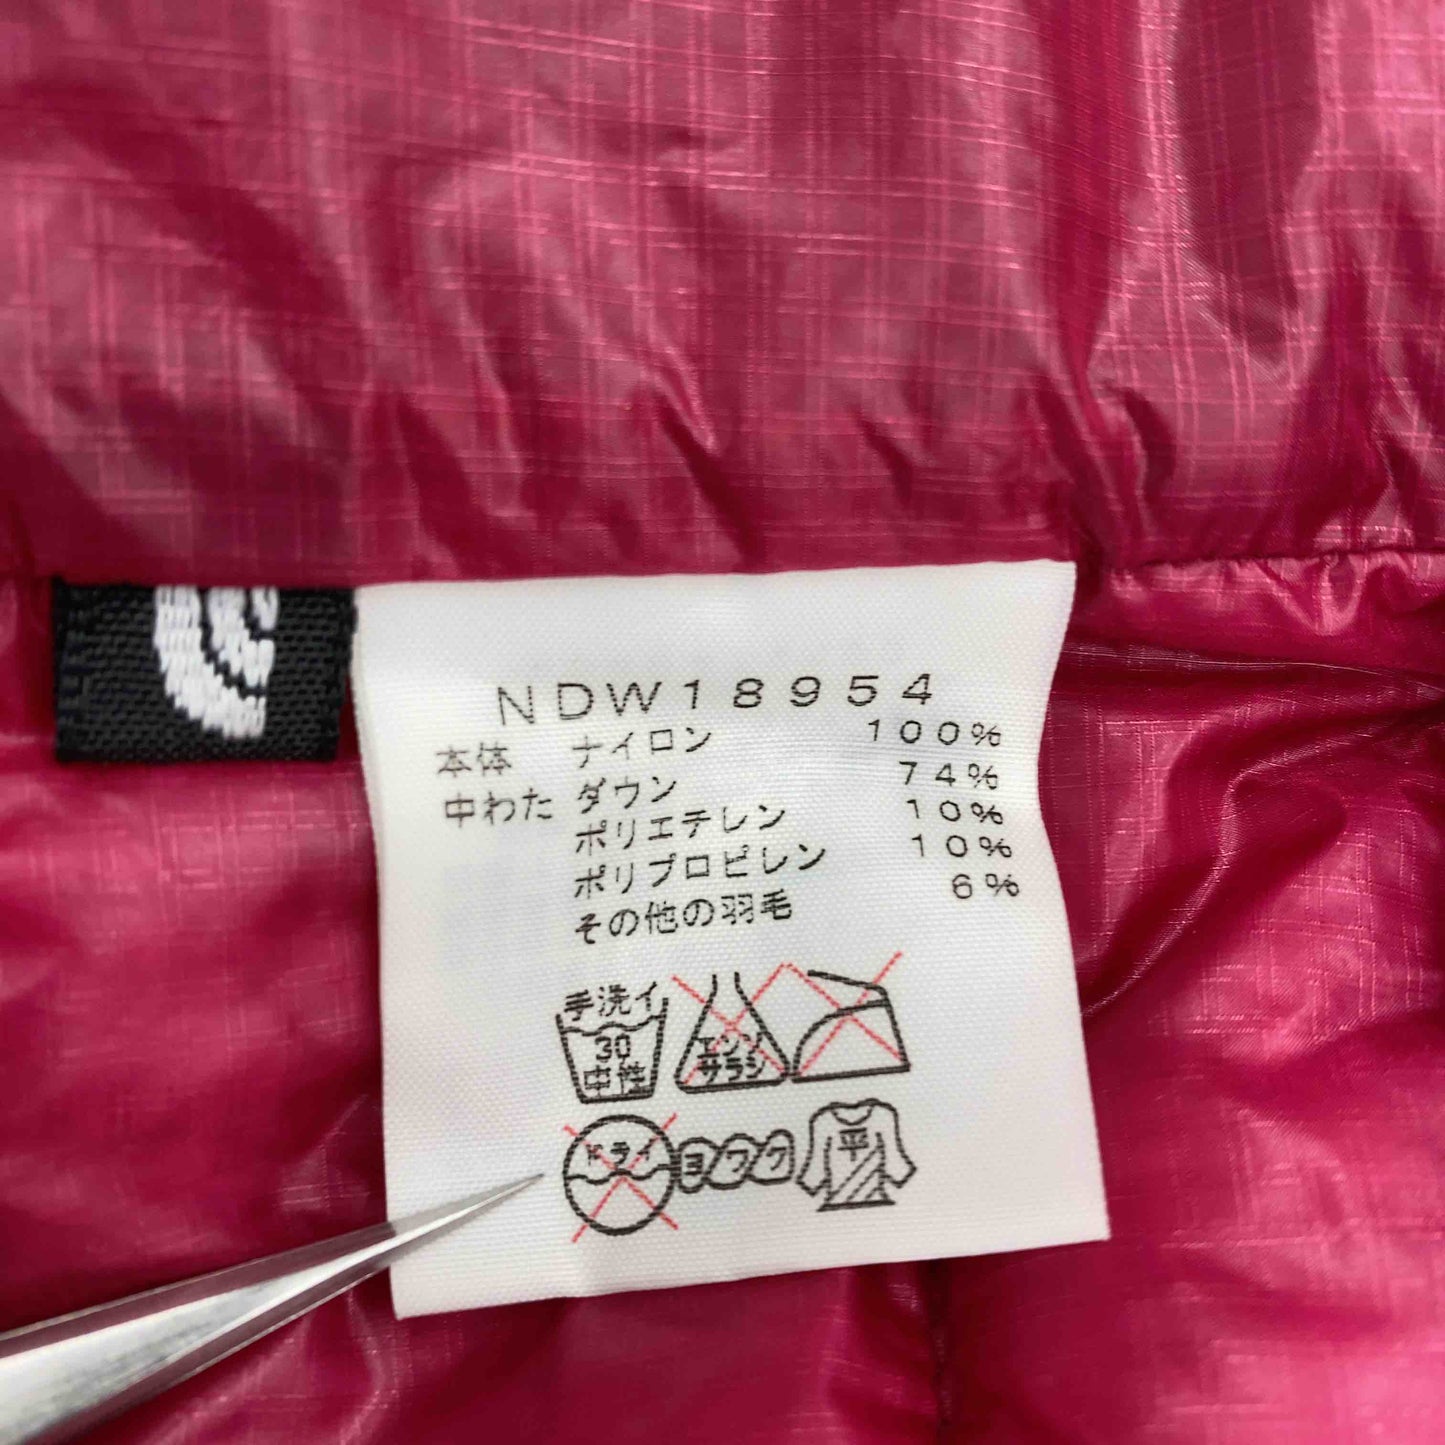 NDW18954
本体 ナイロン 100%
中わた ダウン 74%
ポリエチレン 10%
ポリプロピレン 10%
その他の羽毛 6%
手洗イ
30
中性
エンソ
サラシ
ドライ
ヨワク
平